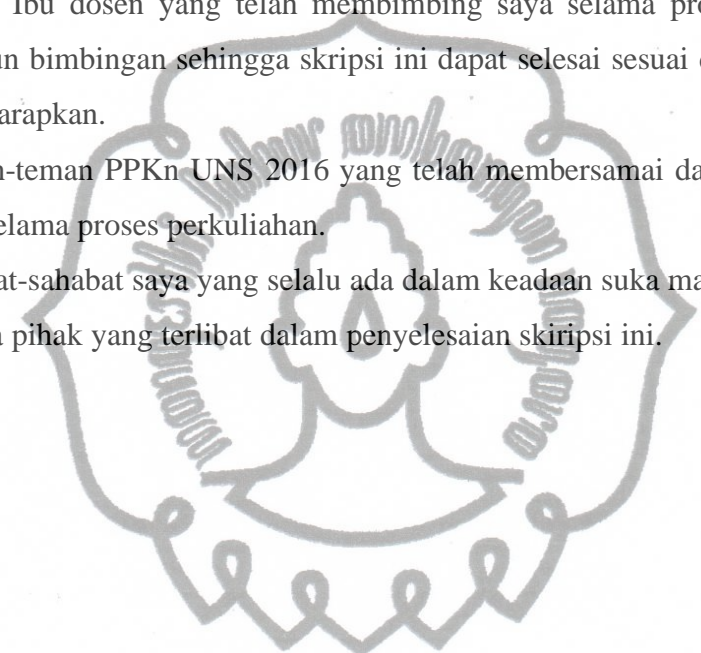 Ibu dosen yang telah membimbing saya selama pro
n bimbingan sehingga skripsi ini dapat selesai sesuai
arapkan.
n-teman PPKn UNS 2016 yang telah membersamai da
elama proses perkuliahan.
at-sahabat saya yang selalu ada dalam keadaan suka ma
pihak yang terlibat dalam penyelesaian skiripsi ini.